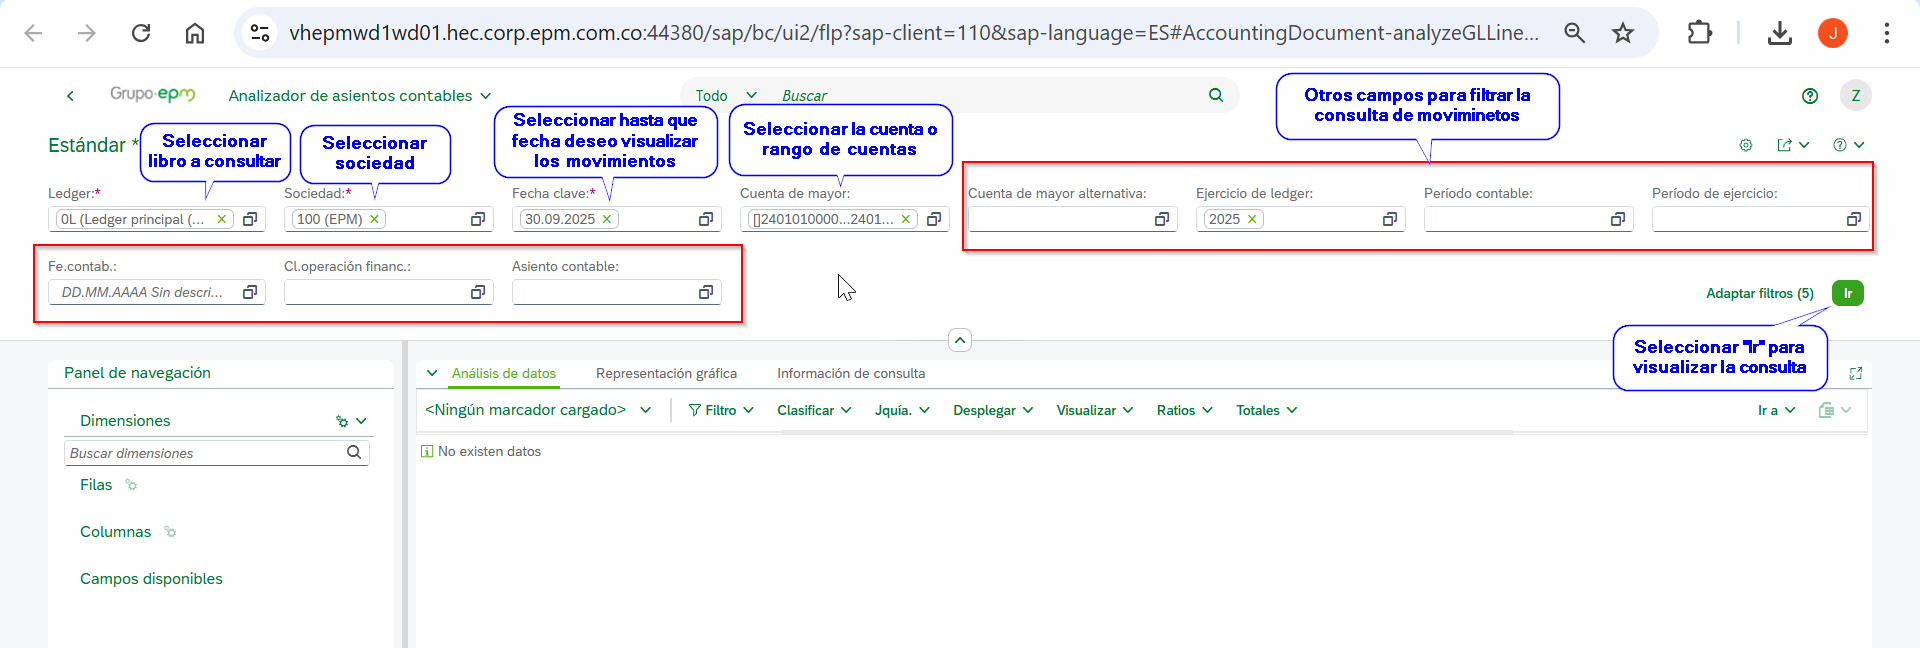 vhepmwd1wd01.hec.corp.epm.com.co:44380/sap/bc/ui2/flp?sap-client=110&sap-language=ES#AccountingDocument-analyzeGLLine...
J
Grupo·epm
Analizador de asientos contables
Todo
Buscar
Z
Estándar *
Seleccionar
libro a consultar
Seleccionar
sociedad
Seleccionar hasta que
fecha deseo visualizar
los movimientos
Seleccionar la cuenta o
rango de cuentas
Otros campos para filtrar la
consulta de moviminetos
Ledger:*
Sociedad:*
Fecha clave:*
Cuenta de mayor:
Cuenta de mayor alternativa:
Ejercicio de ledger:
Período contable:
Período de ejercicio:
0L (Ledger principal (...
100 (EPM)
30.09.2025
[]2401010000...2401...
2025
Fe.contab.:
Cl.operación financ.:
Asiento contable:
DD.MM.AAAA Sin descri...
Adaptar filtros (5)
Ir
Seleccionar "Ir" para
visualizar la consulta
Panel de navegación
Análisis de datos
Representación gráfica
Información de consulta
Dimensiones
<Ningún marcador cargado>
Filtro
Clasificar
Jquía.
Desplegar
Visualizar
Ratios
Totales
Ir a
Buscar dimensiones
No existen datos
Filas
Columnas
Campos disponibles